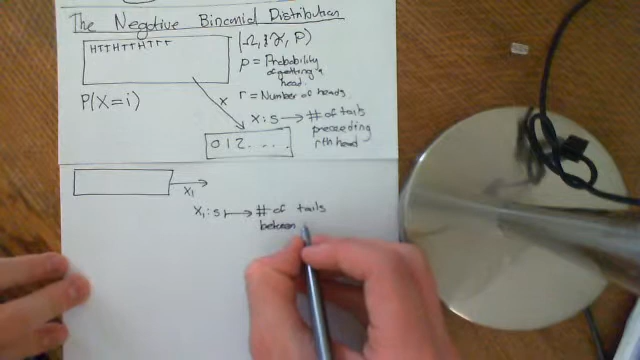 The Negative Binomial Distribution
HTTHTTHTTT
(Ω, F, P)
p = Probability
of getting a
head.
P(X=i)
r = Number of heads
X
X: s → # of tails
preceeding
rth head
0 1 2 . . . .
X₁
X₁: s ↦ # of tails
between